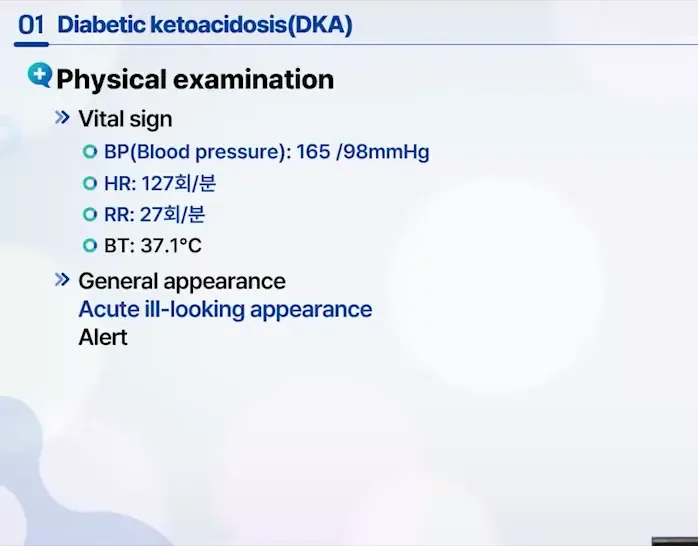 01 Diabetic ketoacidosis(DKA)
Physical examination
Vital sign
BP(Blood pressure): 165 /98mmHg
HR: 127회/분
RR: 27회/분
BT: 37.1°C
General appearance
Acute ill-looking appearance
Alert